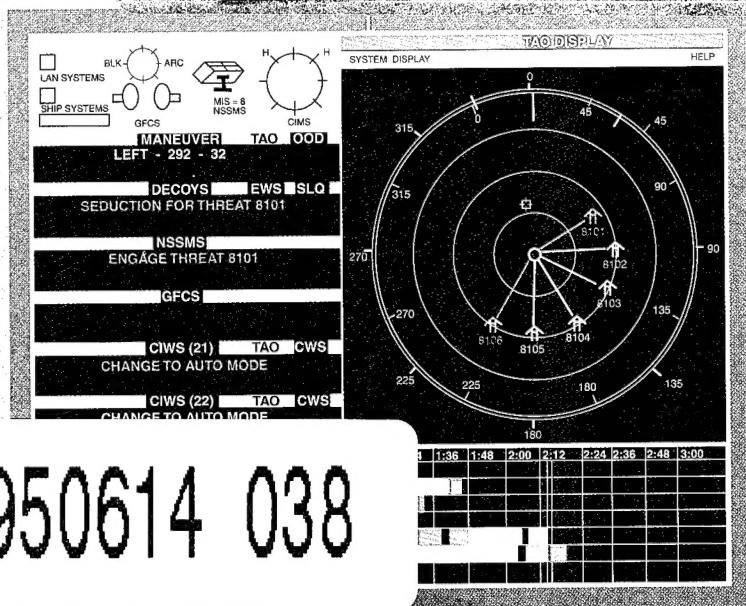 TAO DISPLAY
SYSTEM DISPLAY HELP
BLK ARC
H H
LAN SYSTEMS
SHIP SYSTEMS
GFCS
MIS = 8
NSSMS
CIMS
MANEUVER TAO OOD
LEFT - 292 - 32
DECOYS EWS SLQ
SEDUCTION FOR THREAT 8101
NSSMS
ENGAGE THREAT 8101
GFCS
CIWS (21) TAO CWS
CHANGE TO AUTO MODE
CIWS (22) TAO CWS
CHANGE TO AUTO MODE
0
315 0 45 45
315 90
8101
270 8102 90
8103
270 135
8106 8105 8104
225 225 180 135
180
1:36 1:48 2:00 2:12 2:24 2:36 2:48 3:00
950614 038